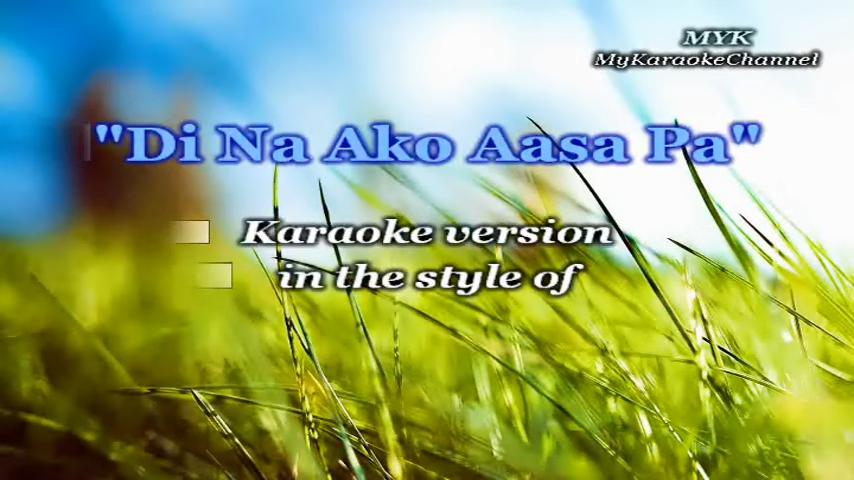 MYK
MyKaraokeChannel
"Di Na Ako Aasa Pa"
Karaoke version
in the style of